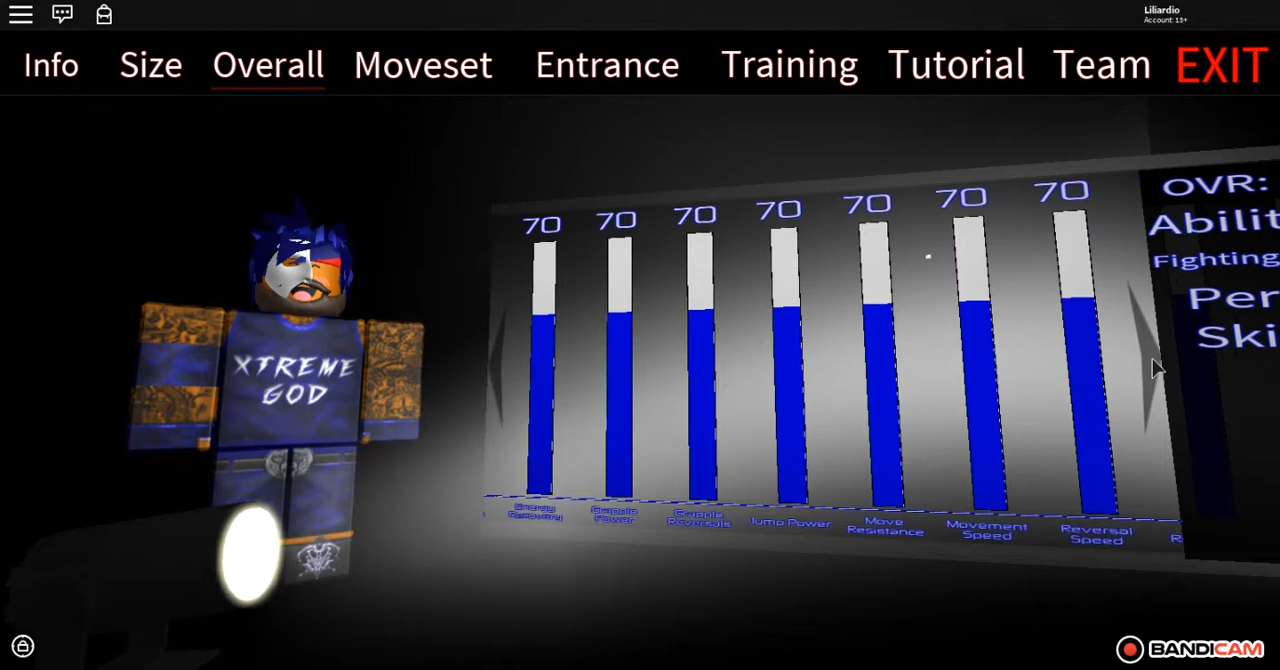 Liliardio
Account: 13+
Info Size Overall Moveset Entrance Training Tutorial Team EXIT
70 70 70 70 70 70 70
OVR:
Abilit
Fighting
Per
Ski
XTREME
GOD
Energy Recovery
Grapple Power
Grapple Reversals
Jump Power
Move Resistance
Movement Speed
Reversal Speed
R
BANDICAM